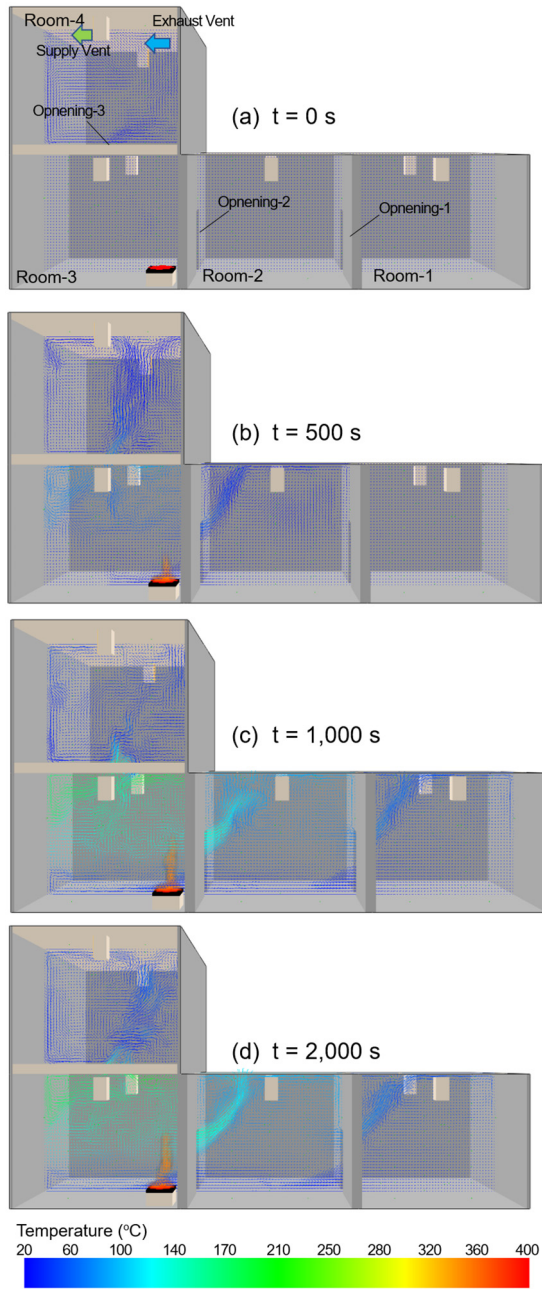 Room-4
Exhaust Vent
Supply Vent
Opnening-3
(a) t = 0 s
Opnening-2
Opnening-1
Room-3
Room-2
Room-1
(b) t = 500 s
(c) t = 1,000 s
(d) t = 2,000 s
Temperature (ºC)
20 60 100 140 170 210 250 280 320 360 400